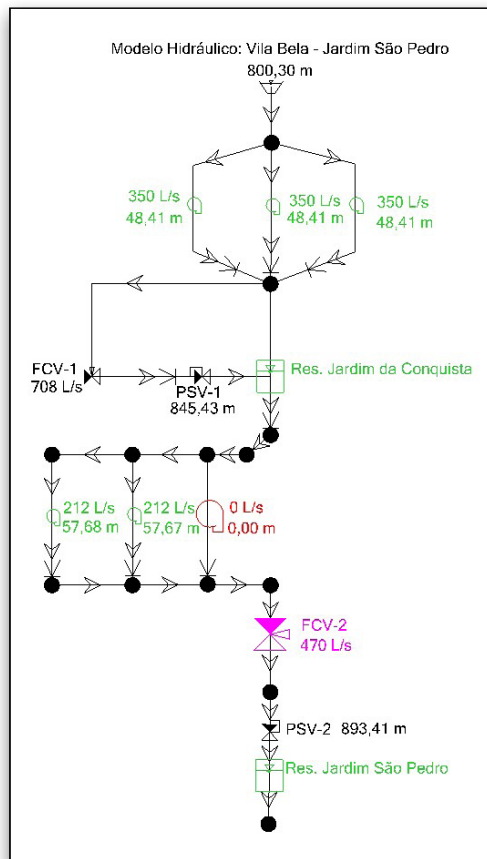 Modelo Hidráulico: Vila Bela - Jardim São Pedro
800,30 m
350 L/s
48,41 m
350 L/s
48,41 m
350 L/s
48,41 m
FCV-1
708 L/s
PSV-1
845,43 m
Res. Jardim da Conquista
212 L/s
57,68 m
212 L/s
57,67 m
0 L/s
0,00 m
FCV-2
470 L/s
PSV-2 893,41 m
Res. Jardim São Pedro